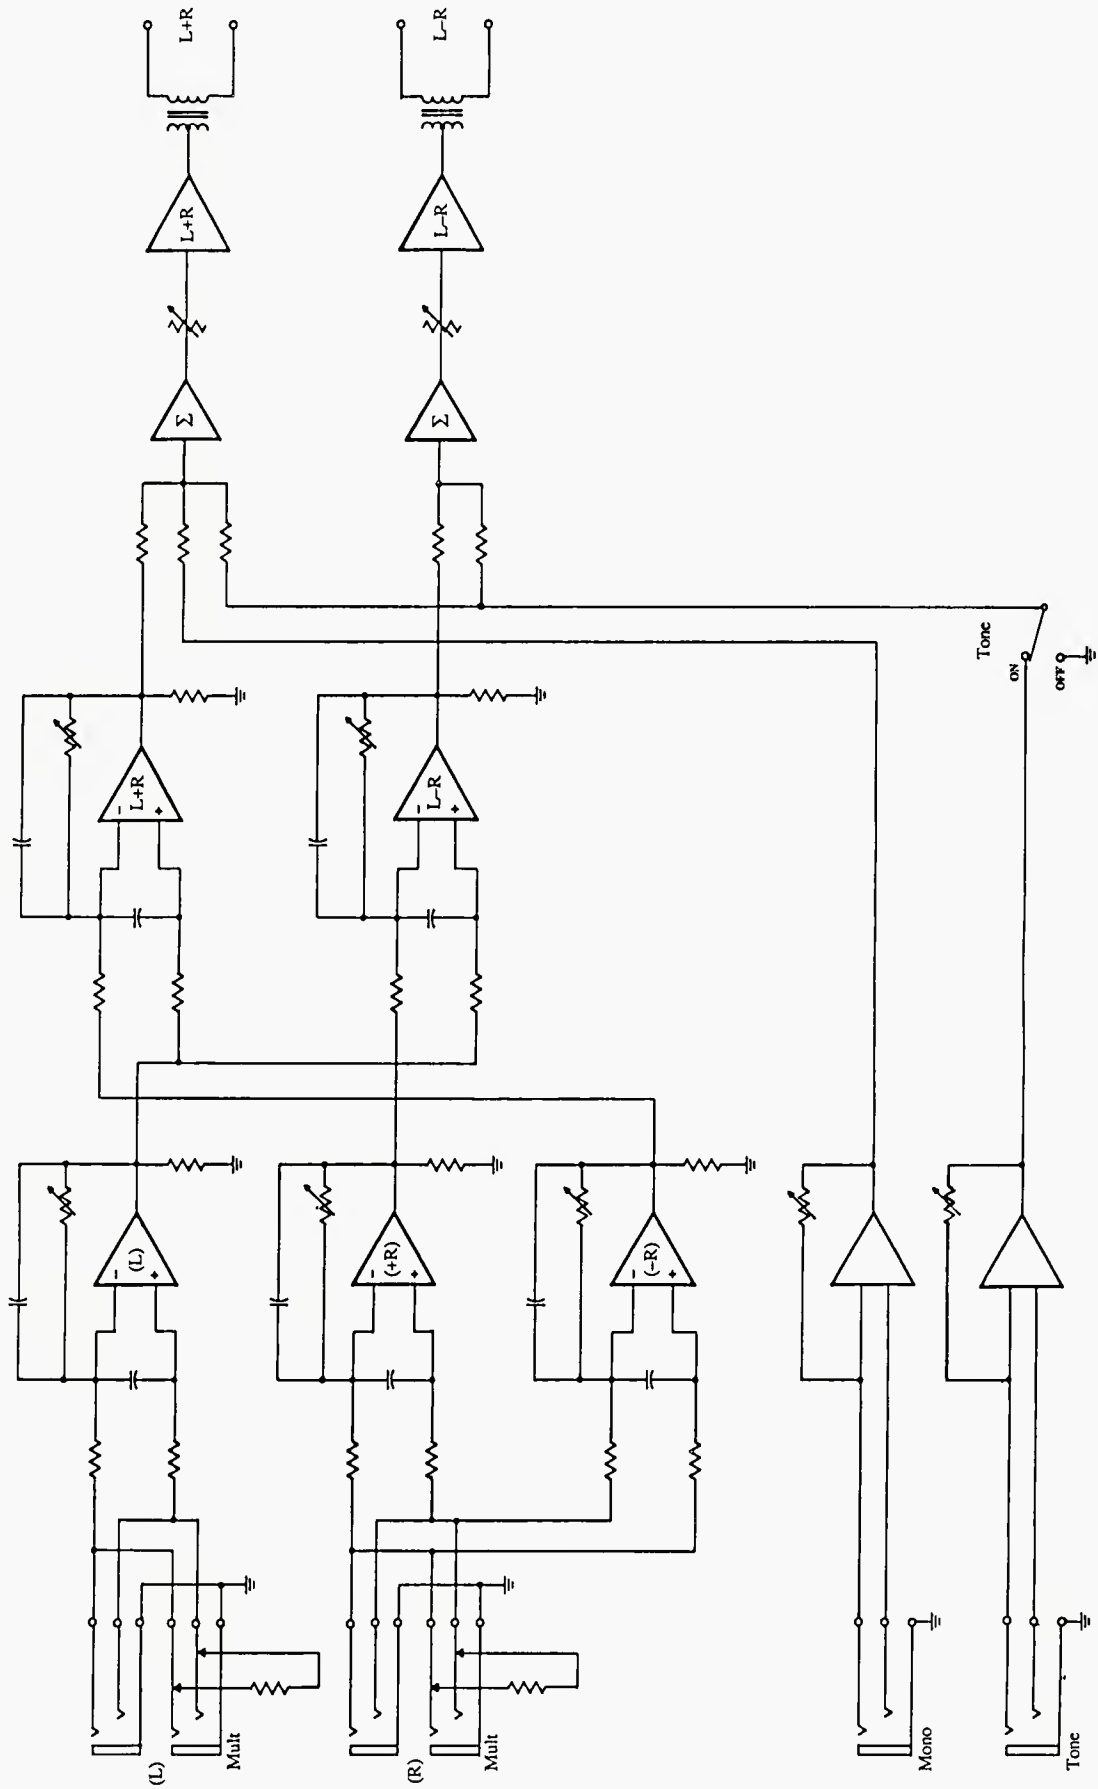 (L)
Mult
(L)
−
+
L+R
−
+
Σ
L+R
L+R
(R)
Mult
(+R)
−
+
L−R
−
+
Σ
L−R
L−R
(−R)
−
+
Mono
Tone
Tone
ON
OFF